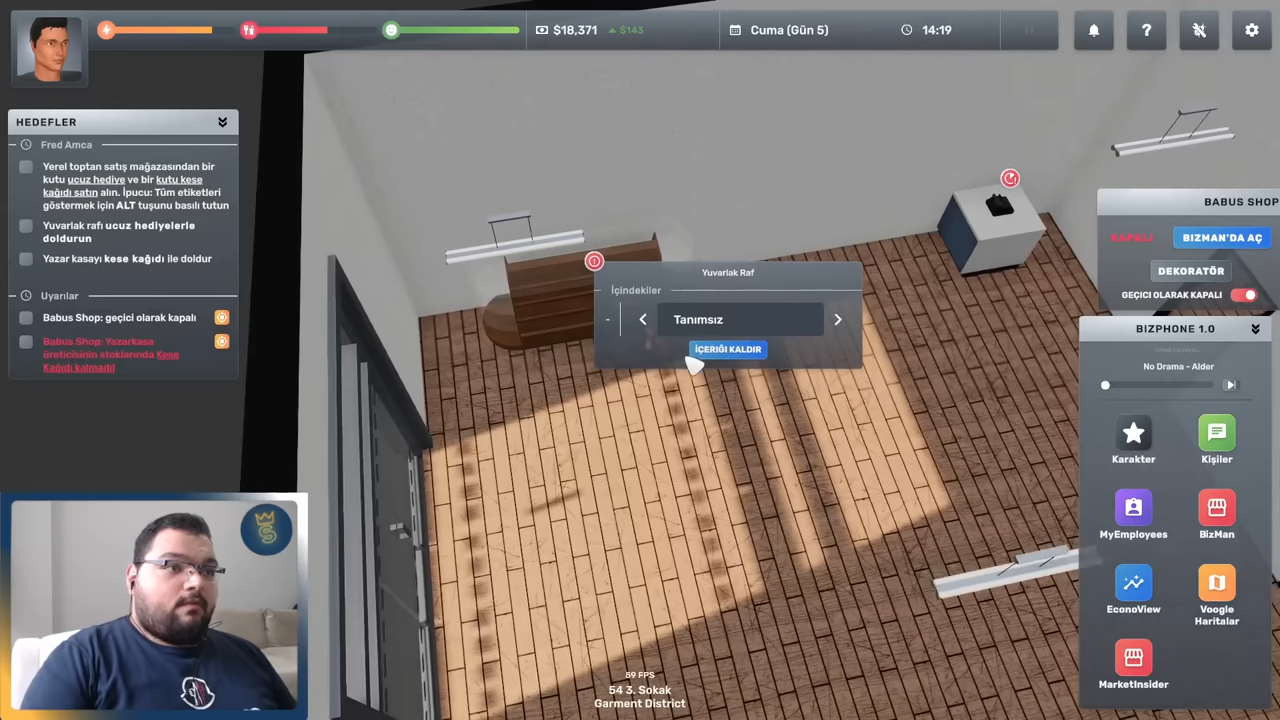 $18,371
$143
Cuma (Gün 5)
14:19
?
HEDEFLER
Fred Amca
Yerel toptan satış mağazasından bir
kutu ucuz hediye ve bir kutu kese
kağıdı satın alın. İpucu: Tüm etiketleri
göstermek için ALT tuşunu basılı tutun
Yuvarlak rafı ucuz hediyelerle
doldurun
Yazar kasayı kese kağıdı ile doldur
Uyarılar
Babus Shop: geçici olarak kapalı
Babus Shop: Yazarkasa
üreticisinin stoklarında Kese
Kağıdı kalmadı!
Yuvarlak Raf
İçindekiler
-
Tanımsız
İÇERIĞI KALDIR
BABUS SHOP
KAPALI
BIZMAN'DA AÇ
DEKORATÖR
GEÇICI OLARAK KAPALI
BIZPHONE 1.0
No Drama - Alder
Karakter
Kişiler
MyEmployees
BizMan
EconoView
Voogle
Haritalar
MarketInsider
59 FPS
54 3. Sokak
Garment District